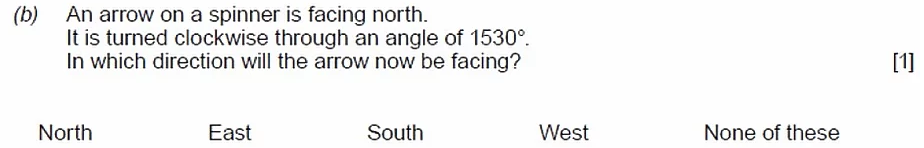 (b) An arrow on a spinner is facing north.
It is turned clockwise through an angle of 1530°.
In which direction will the arrow now be facing? [1]
North East South West None of these